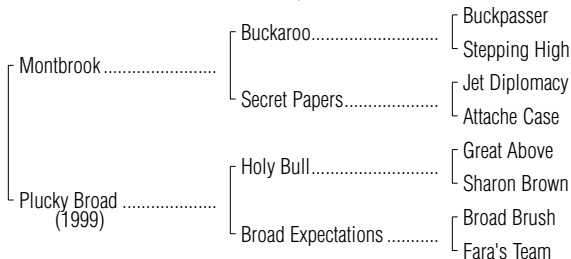 Buckpasser
Buckaroo..............................
Stepping High
Montbrook ...........................
Jet Diplomacy
Secret Papers......................
Attache Case
Great Above
Holy Bull..............................
Sharon Brown
Plucky Broad ......................
(1999)
Broad Brush
Broad Expectations ............
Fara's Team